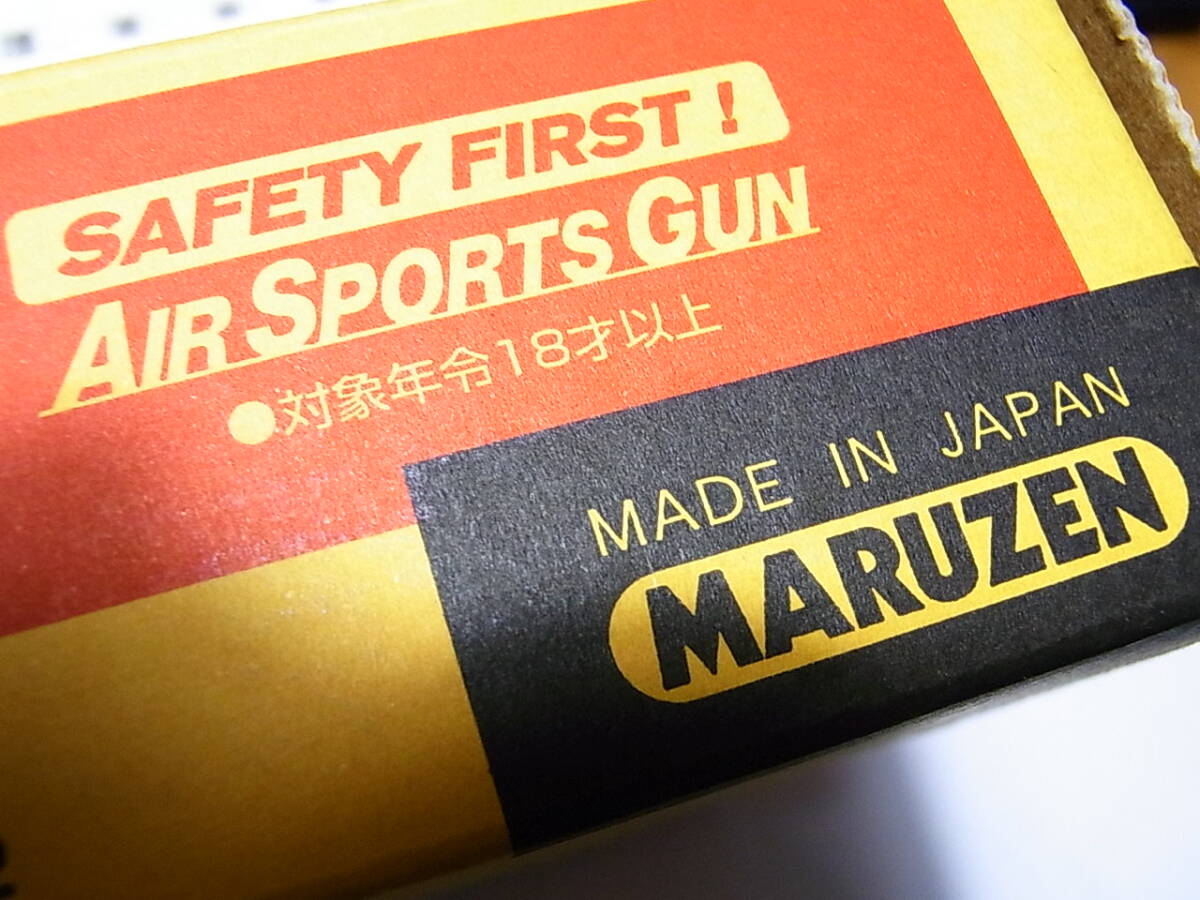 SAFETY FIRST!
AIR SPORTS GUN
●対象年令18才以上
MADE IN JAPAN
MARUZEN